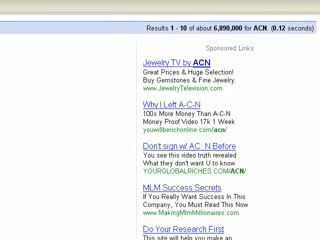 Results 1 - 10 of about 6,890,000 for ACN. (0.12 seconds)
Sponsored Links
Jewelry TV by ACN
Great Prices & Huge Selection!
Buy Gemstones & Fine Jewelry.
www.JewelryTelevision.com
Why I Left A-C-N
100x More Money Than A-C-N
Money Proof Video 17k 1 Week
youwillberichonline.com/acn/
Don't sign w/ AC N Before
You see this video truth revealed
What they don't want U to know
YOURGLOBALRICHES.COM/ACN/
MLM Success Secrets
If You Really Want Success In This
Company, You Must Read This Now
www.MakingMlmMillionaires.com
Do Your Research First
This site will help you make an